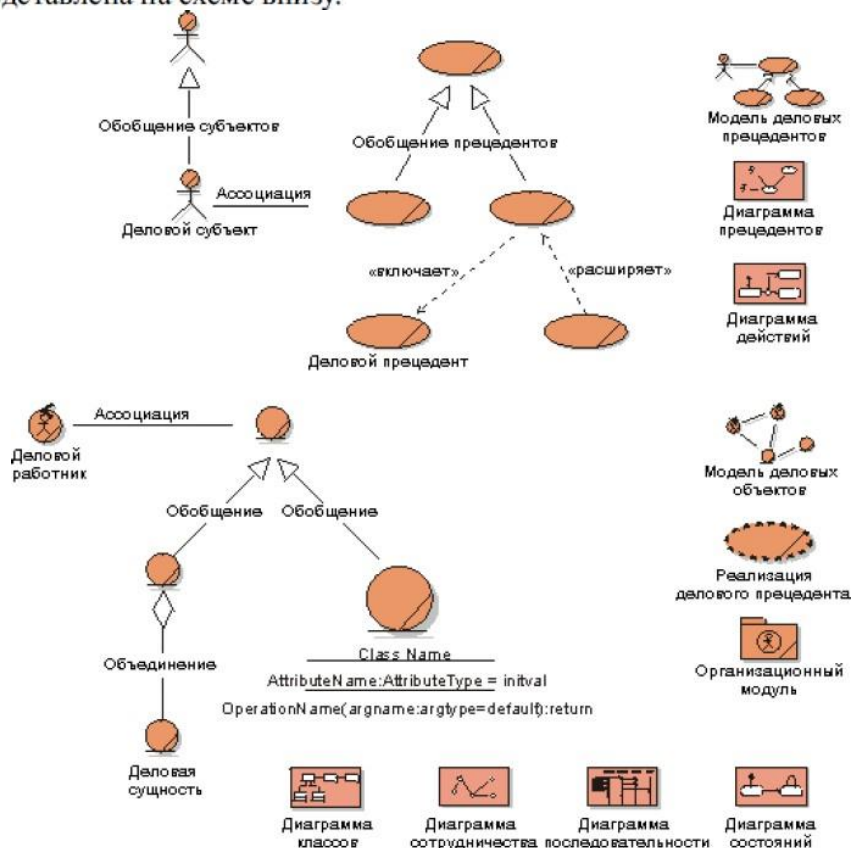 Обобщение субъектов
Ассоциация
Деловой субъект
Обобщение прецедентов
«включает»
«расширяет»
Деловой прецедент
Модель деловых
прецедентов
Диаграмма
прецедентов
Диаграмма
действий
Ассоциация
Деловой
работник
Обобщение
Обобщение
Объединение
Деловая
сущность
Class Name
AttributeName:AttributeType = initval
OperationName(argname:argtype=default):return
Модель деловых
объектов
Реализация
делового прецедента
Организационный
модуль
Диаграмма
классов
Диаграмма
сотрудничества
Диаграмма
последовательности
Диаграмма
состояний